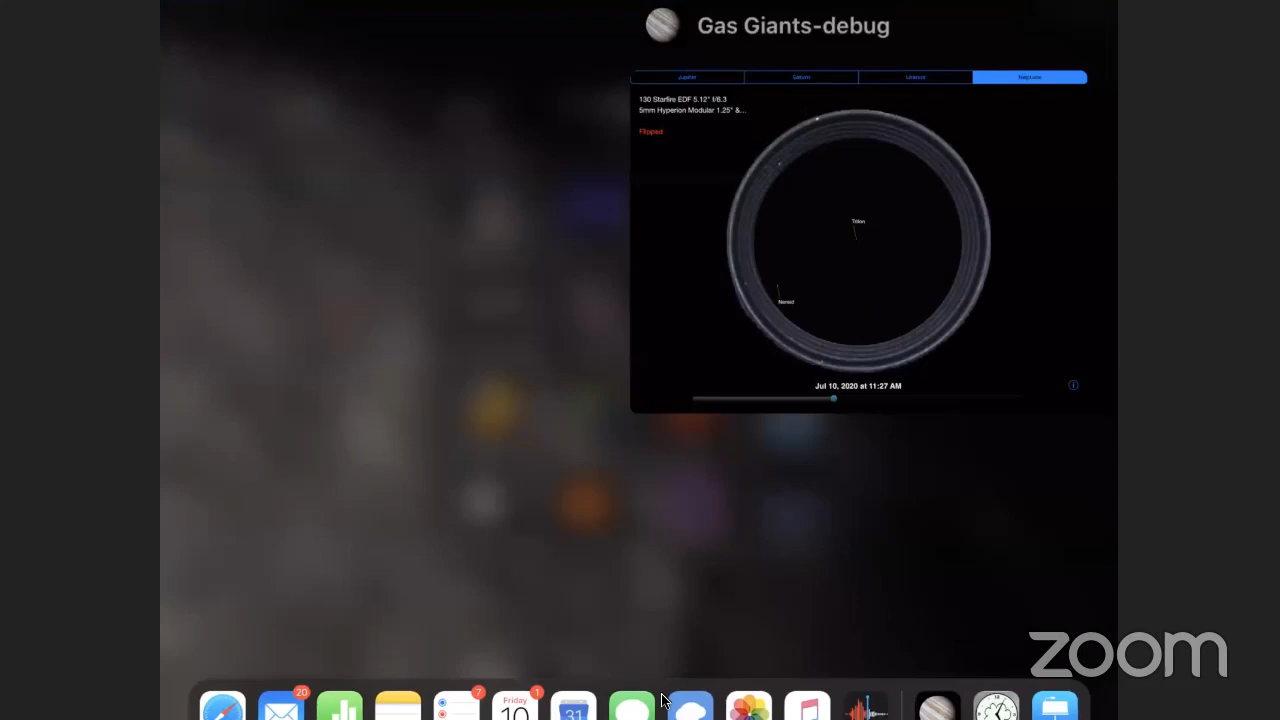 Gas Giants-debug
Jupiter
Saturn
Uranus
Neptune
130 Starfire EDF 5.12" f/6.3
5mm Hyperion Modular 1.25" &...
Flipped
Triton
Nereid
Jul 10, 2020 at 11:27 AM
20
7
1
Friday
10
31
zoom